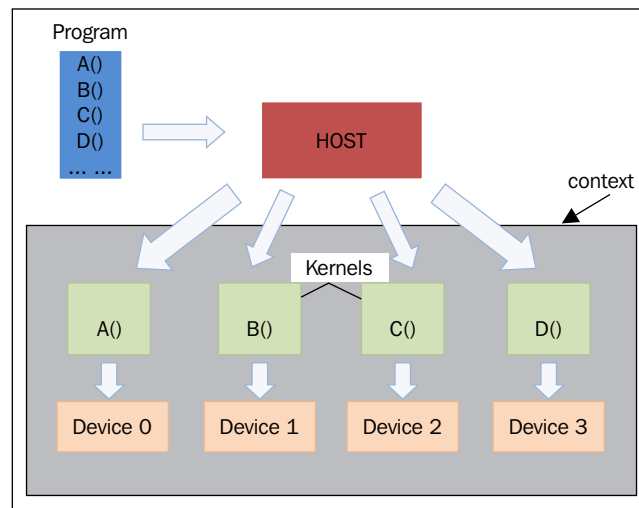 Program
A()
B()
C()
D()
... ...
HOST
context
Kernels
A()
B()
C()
D()
Device 0
Device 1
Device 2
Device 3